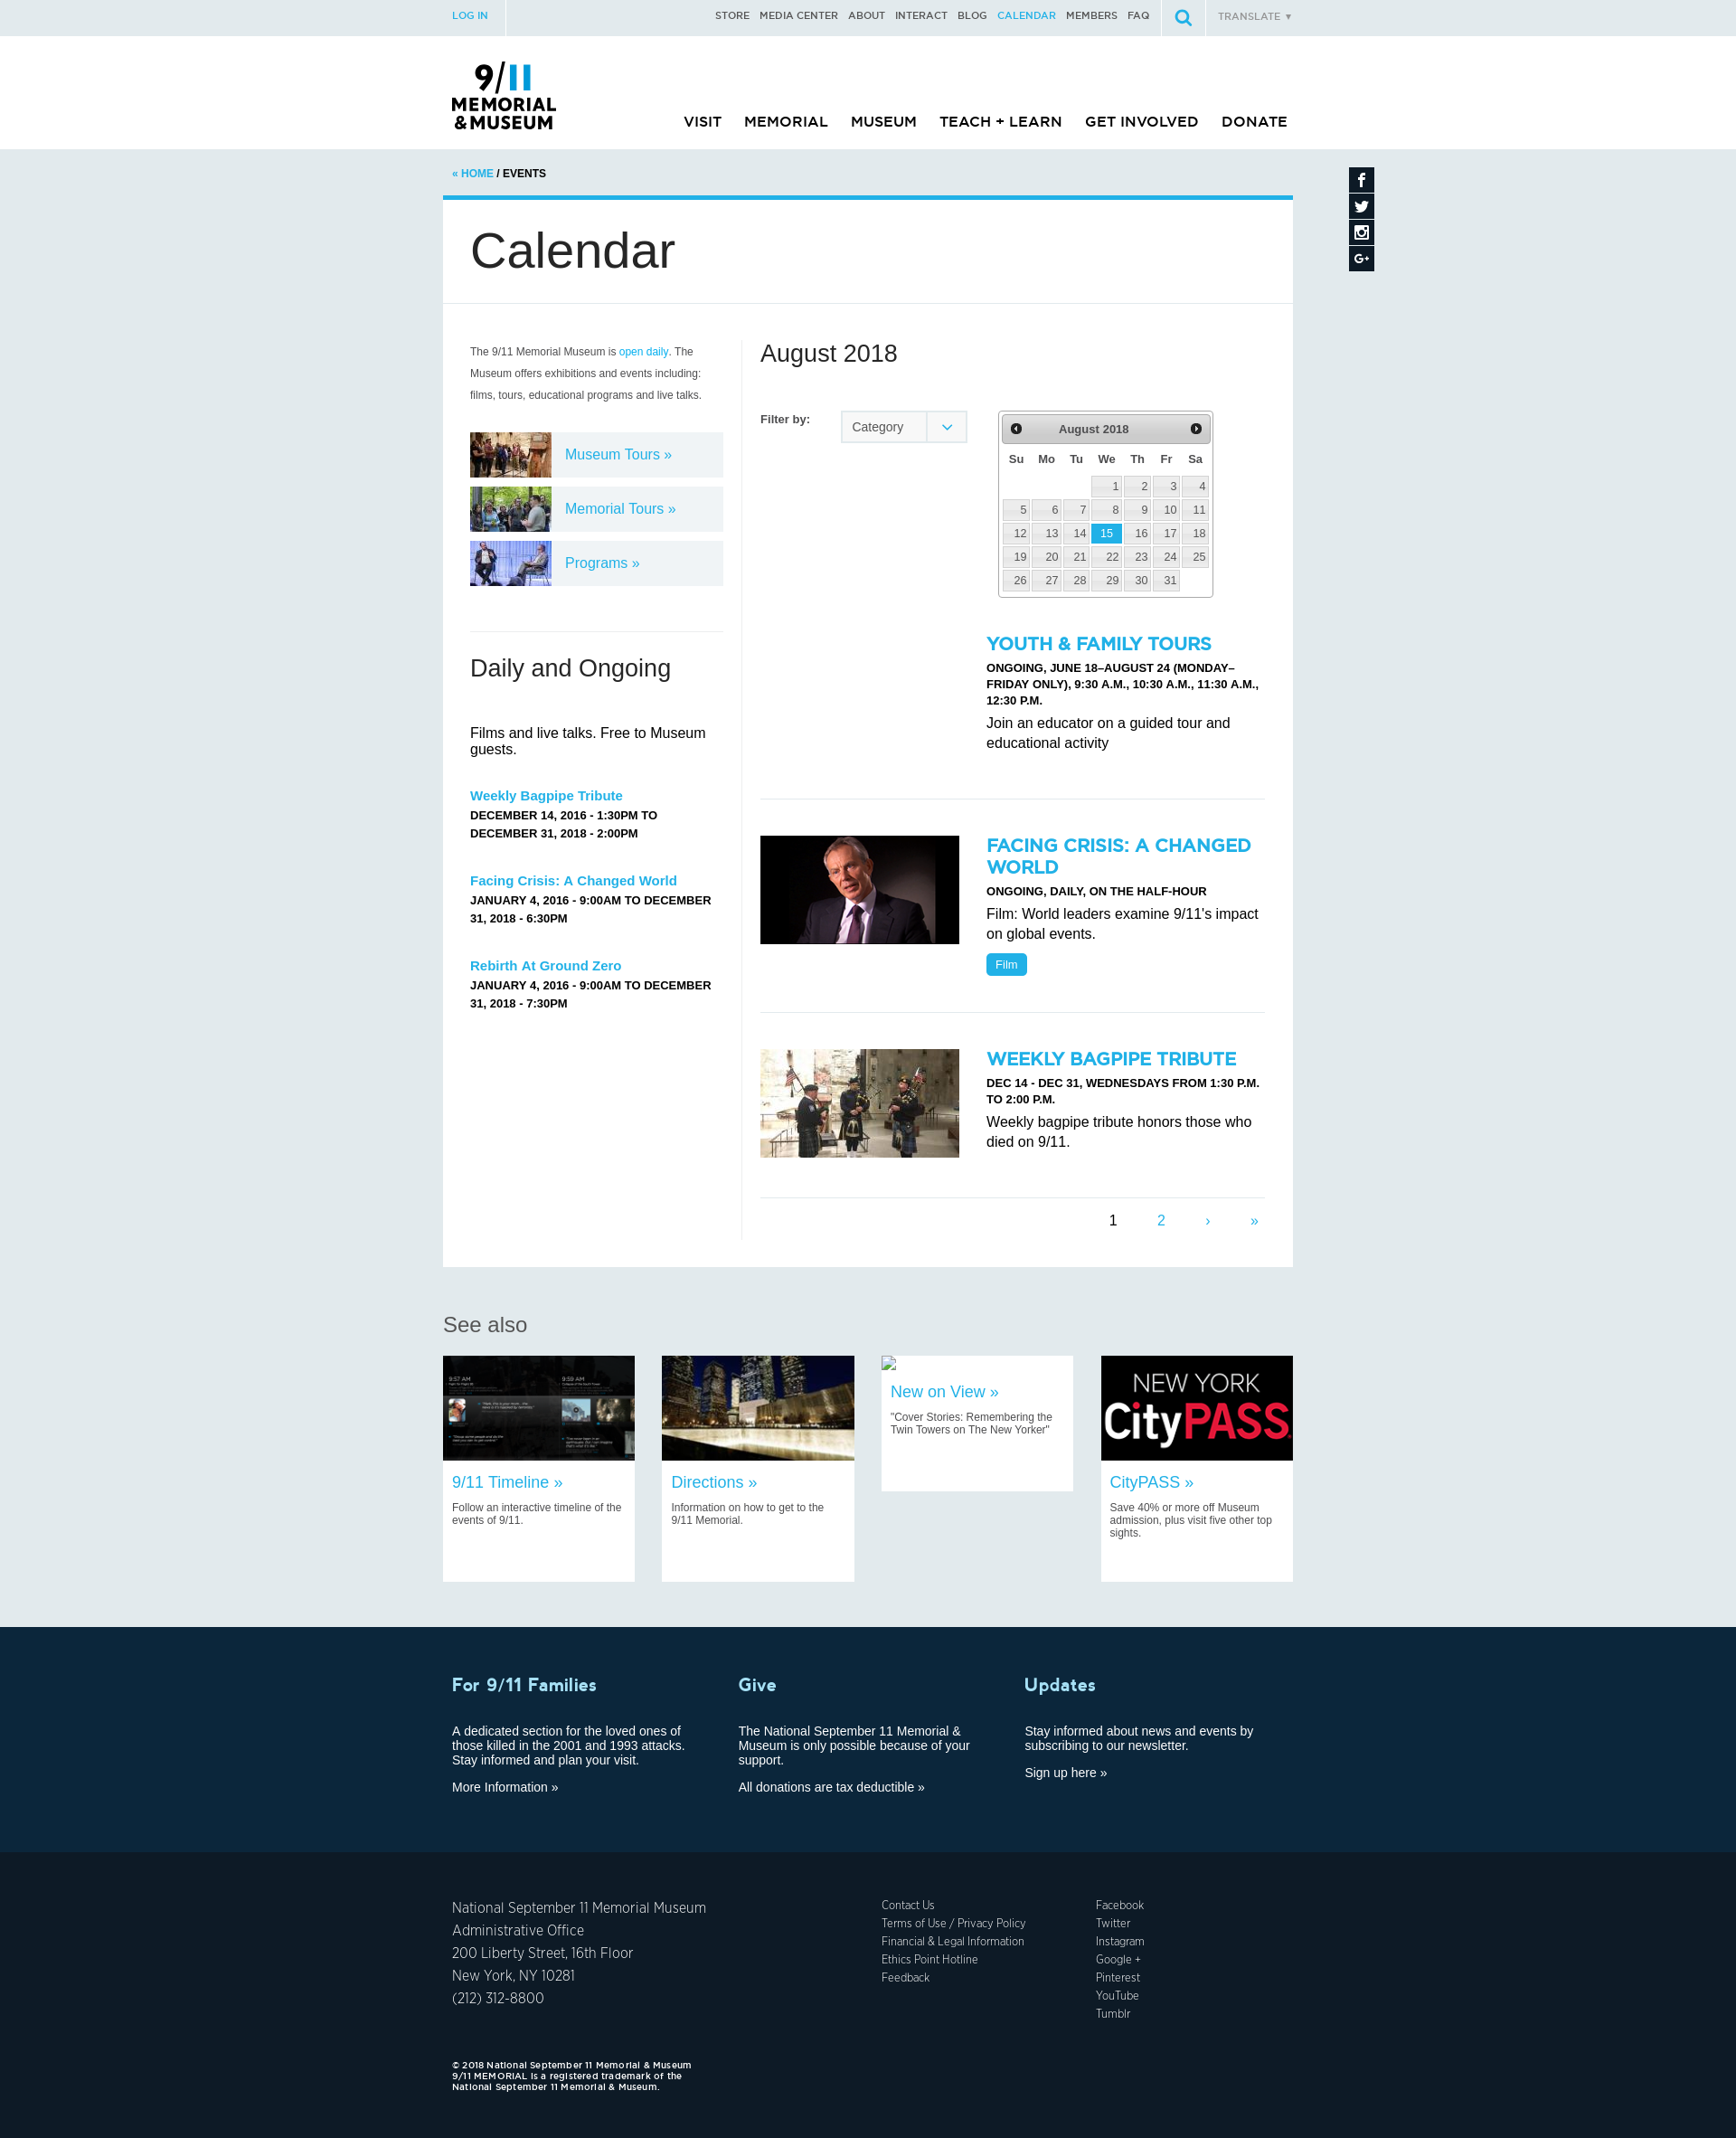 LOG IN
STORE MEDIA CENTER ABOUT INTERACT BLOG CALENDAR MEMBERS FAQ
TRANSLATE ▼
9/11
MEMORIAL
& MUSEUM
VISIT MEMORIAL MUSEUM TEACH + LEARN GET INVOLVED DONATE
« HOME / EVENTS
Calendar
The 9/11 Memorial Museum is open daily. The
Museum offers exhibitions and events including:
films, tours, educational programs and live talks.
Museum Tours »
Memorial Tours »
Programs »
Daily and Ongoing
Films and live talks. Free to Museum
guests.
Weekly Bagpipe Tribute
DECEMBER 14, 2016 - 1:30PM TO
DECEMBER 31, 2018 - 2:00PM
Facing Crisis: A Changed World
JANUARY 4, 2016 - 9:00AM TO DECEMBER
31, 2018 - 6:30PM
Rebirth At Ground Zero
JANUARY 4, 2016 - 9:00AM TO DECEMBER
31, 2018 - 7:30PM
August 2018
Filter by:
Category
August 2018
Su Mo Tu We Th Fr Sa
1 2 3 4
5 6 7 8 9 10 11
12 13 14 15 16 17 18
19 20 21 22 23 24 25
26 27 28 29 30 31
YOUTH & FAMILY TOURS
ONGOING, JUNE 18–AUGUST 24 (MONDAY–
FRIDAY ONLY), 9:30 A.M., 10:30 A.M., 11:30 A.M.,
12:30 P.M.
Join an educator on a guided tour and
educational activity
FACING CRISIS: A CHANGED
WORLD
ONGOING, DAILY, ON THE HALF-HOUR
Film: World leaders examine 9/11's impact
on global events.
Film
WEEKLY BAGPIPE TRIBUTE
DEC 14 - DEC 31, WEDNESDAYS FROM 1:30 P.M.
TO 2:00 P.M.
Weekly bagpipe tribute honors those who
died on 9/11.
1 2 › »
See also
9:57 AM
9:59 AM
9/11 Timeline »
Follow an interactive timeline of the
events of 9/11.
Directions »
Information on how to get to the
9/11 Memorial.
New on View »
"Cover Stories: Remembering the
Twin Towers on The New Yorker"
NEW YORK
CityPASS
CityPASS »
Save 40% or more off Museum
admission, plus visit five other top
sights.
For 9/11 Families
A dedicated section for the loved ones of
those killed in the 2001 and 1993 attacks.
Stay informed and plan your visit.
More Information »
Give
The National September 11 Memorial &
Museum is only possible because of your
support.
All donations are tax deductible »
Updates
Stay informed about news and events by
subscribing to our newsletter.
Sign up here »
National September 11 Memorial Museum
Administrative Office
200 Liberty Street, 16th Floor
New York, NY 10281
(212) 312-8800
Contact Us
Terms of Use / Privacy Policy
Financial & Legal Information
Ethics Point Hotline
Feedback
Facebook
Twitter
Instagram
Google +
Pinterest
YouTube
Tumblr
© 2018 National September 11 Memorial & Museum
9/11 MEMORIAL is a registered trademark of the
National September 11 Memorial & Museum.